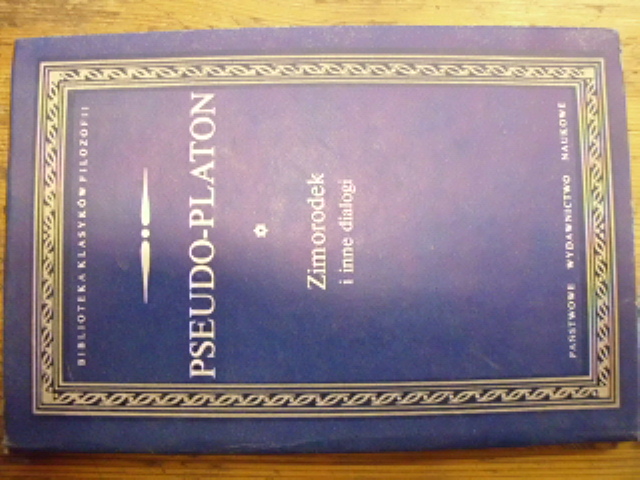 BIBLIOTEKA KLASYKÓW FILOZOFII
PSEUDO-PLATON
Zimorodek
i inne dialogi
PAŃSTWOWE WYDAWNICTWO NAUKOWE